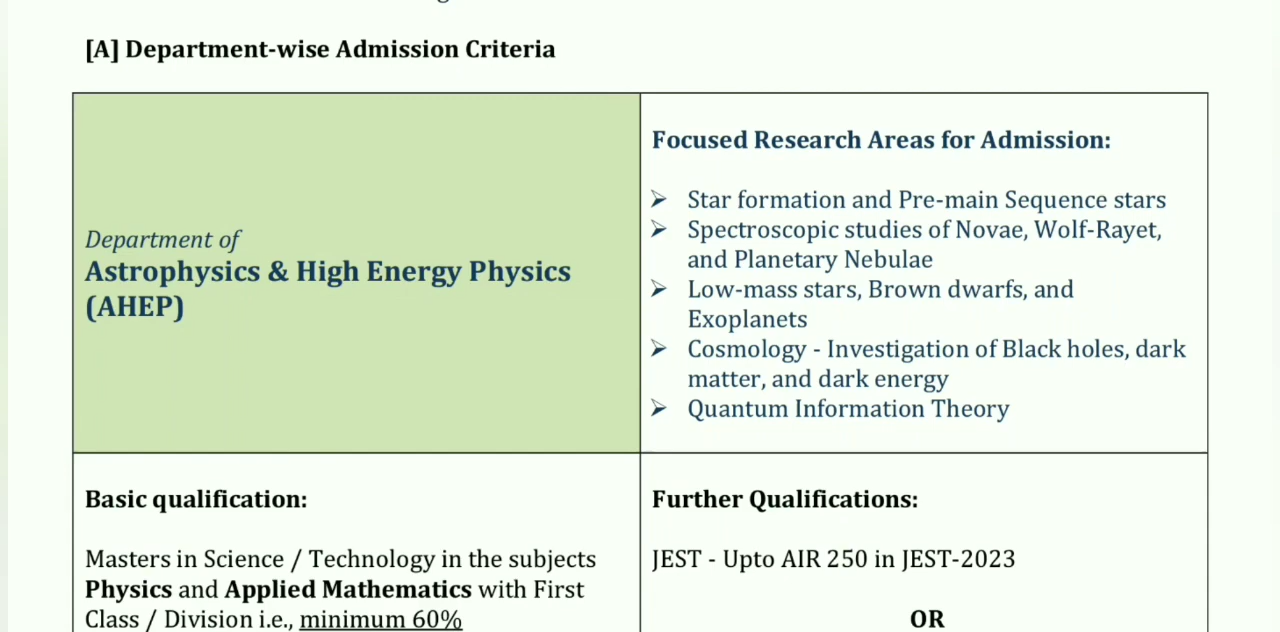 [A] Department-wise Admission Criteria
Department of
Astrophysics & High Energy Physics
(AHEP)
Focused Research Areas for Admission:
➢ Star formation and Pre-main Sequence stars
➢ Spectroscopic studies of Novae, Wolf-Rayet,
and Planetary Nebulae
➢ Low-mass stars, Brown dwarfs, and
Exoplanets
➢ Cosmology - Investigation of Black holes, dark
matter, and dark energy
➢ Quantum Information Theory
Basic qualification:
Masters in Science / Technology in the subjects
Physics and Applied Mathematics with First
Class / Division i.e., minimum 60%
Further Qualifications:
JEST - Upto AIR 250 in JEST-2023
OR